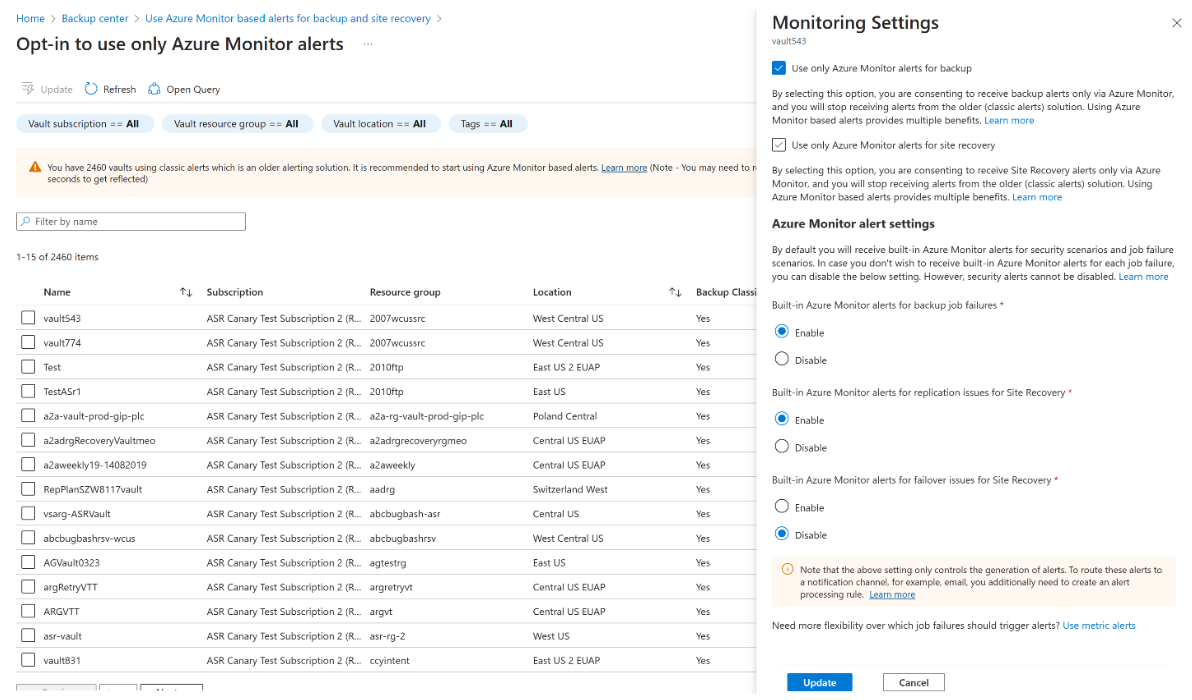 Home > Backup center > Use Azure Monitor based alerts for backup and site recovery >
Opt-in to use only Azure Monitor alerts ...
Update Refresh Open Query
Vault subscription == All Vault resource group == All Vault location == All Tags == All
You have 2460 vaults using classic alerts which is an older alerting solution. It is recommended to start using Azure Monitor based alerts. Learn more (Note - You may need to r
seconds to get reflected)
Filter by name
1-15 of 2460 items
Name Subscription Resource group Location Backup Classi
vault543 ASR Canary Test Subscription 2 (R... 2007wcussrc West Central US Yes
vault774 ASR Canary Test Subscription 2 (R... 2007wcussrc West Central US Yes
Test ASR Canary Test Subscription 2 (R... 2010ftp East US 2 EUAP Yes
TestASr1 ASR Canary Test Subscription 2 (R... 2010ftp East US Yes
a2a-vault-prod-gip-plc ASR Canary Test Subscription 2 (R... a2a-rg-vault-prod-gip-plc Poland Central Yes
a2adrgRecoveryVaultmeo ASR Canary Test Subscription 2 (R... a2adrgrecoveryrgmeo Central US EUAP Yes
a2aweekly19-14082019 ASR Canary Test Subscription 2 (R... a2aweekly Central US EUAP Yes
RepPlanSZW8117vault ASR Canary Test Subscription 2 (R... aadrg Switzerland West Yes
vsarg-ASRVault ASR Canary Test Subscription 2 (R... abcbugbash-asr Central US Yes
abcbugbashrsv-wcus ASR Canary Test Subscription 2 (R... abcbugbashrsv West Central US Yes
AGVault0323 ASR Canary Test Subscription 2 (R... agtestrg East US Yes
argRetryVTT ASR Canary Test Subscription 2 (R... argretryvt Central US EUAP Yes
ARGVTT ASR Canary Test Subscription 2 (R... argvt Central US EUAP Yes
asr-vault ASR Canary Test Subscription 2 (R... asr-rg-2 West US Yes
vault831 ASR Canary Test Subscription 2 (R... ccyintent East US 2 EUAP Yes
Monitoring Settings
vault543
Use only Azure Monitor alerts for backup
By selecting this option, you are consenting to receive backup alerts only via Azure Monitor,
and you will stop receiving alerts from the older (classic alerts) solution. Using Azure
Monitor based alerts provides multiple benefits. Learn more
Use only Azure Monitor alerts for site recovery
By selecting this option, you are consenting to receive Site Recovery alerts only via Azure
Monitor, and you will stop receiving alerts from the older (classic alerts) solution. Using
Azure Monitor based alerts provides multiple benefits. Learn more
Azure Monitor alert settings
By default you will receive built-in Azure Monitor alerts for security scenarios and job failure
scenarios. In case you don't wish to receive built-in Azure Monitor alerts for each job failure,
you can disable the below setting. However, security alerts cannot be disabled. Learn more
Built-in Azure Monitor alerts for backup job failures *
Enable
Disable
Built-in Azure Monitor alerts for replication issues for Site Recovery *
Enable
Disable
Built-in Azure Monitor alerts for failover issues for Site Recovery *
Enable
Disable
Note that the above setting only controls the generation of alerts. To route these alerts to
a notification channel, for example, email, you additionally need to create an alert
processing rule. Learn more
Need more flexibility over which job failures should trigger alerts? Use metric alerts
Update Cancel